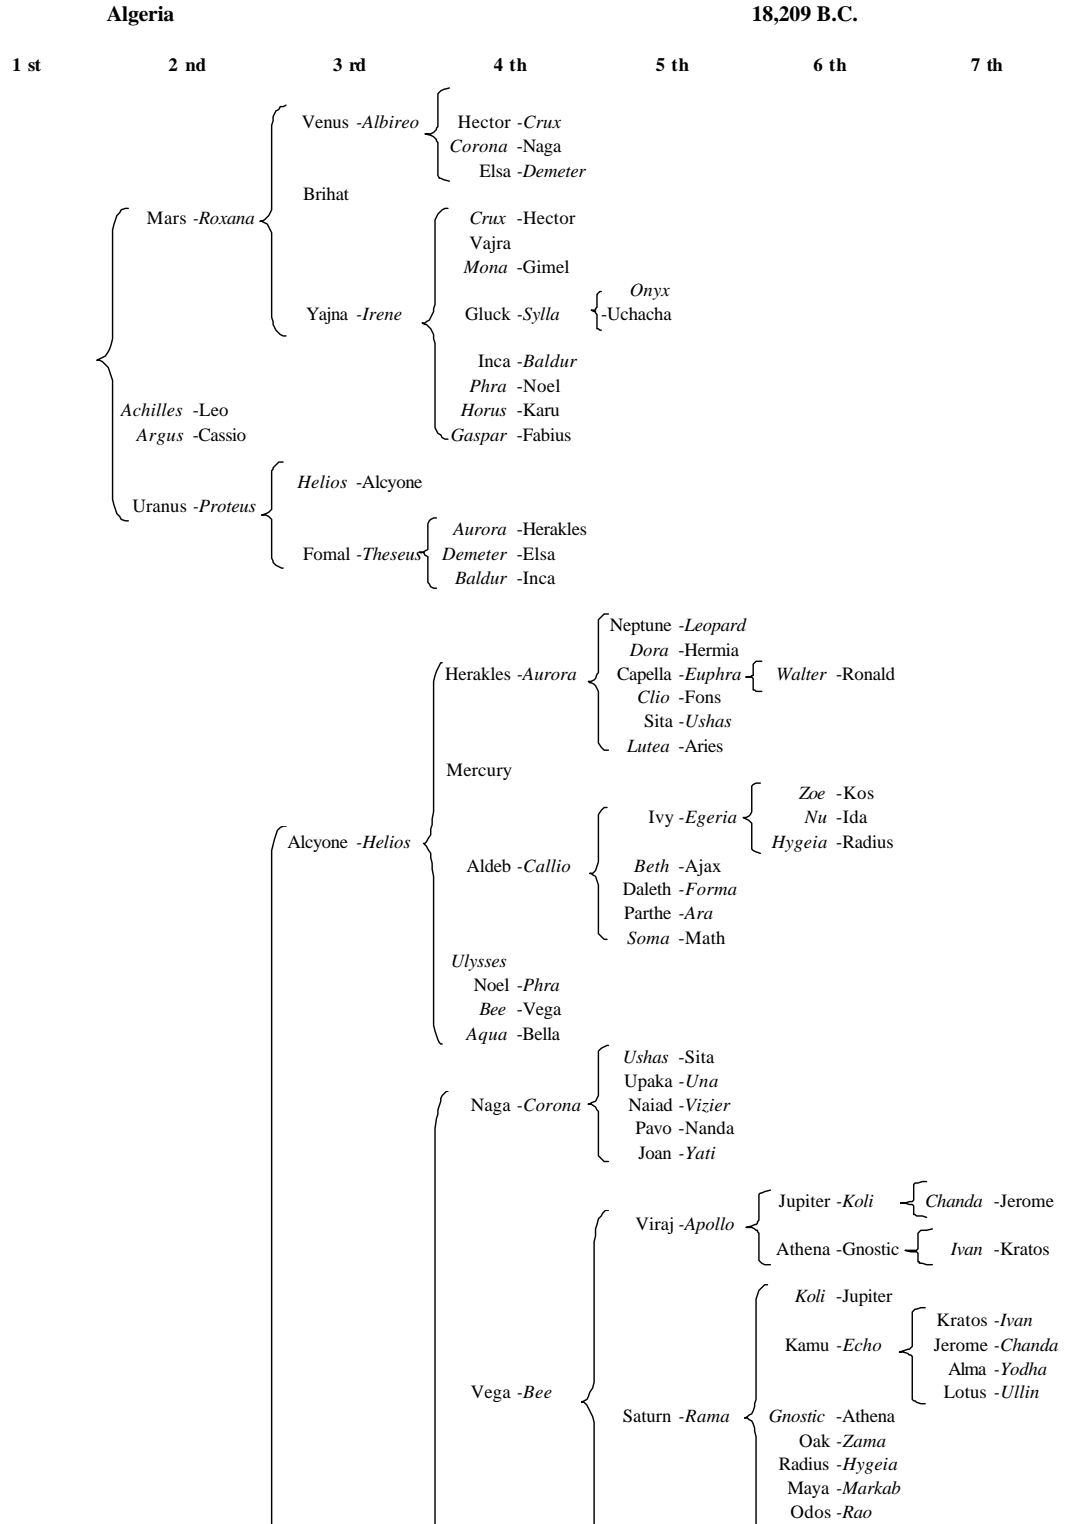 Algeria 18,209 B.C.
1 st 2 nd 3 rd 4 th 5 th 6 th 7 th
Venus -Albireo Hector -Crux
Corona -Naga
Elsa -Demeter
Brihat
Mars -Roxana Crux -Hector
Vajra
Mona -Gimel
Onyx
Yajna -Irene Gluck -Sylla -Uchacha
Inca -Baldur
Phra -Noel
Achilles -Leo Horus -Karu
Argus -Cassio Gaspar -Fabius
Helios -Alcyone
Uranus -Proteus
Aurora -Herakles
Fomal -Theseus Demeter -Elsa
Baldur -Inca
Neptune -Leopard
Dora -Hermia
Herakles -Aurora Capella -Euphra Walter -Ronald
Clio -Fons
Sita -Ushas
Lutea -Aries
Mercury
Zoe -Kos
Ivy -Egeria Nu -Ida
Alcyone -Helios Hygeia -Radius
Aldeb -Callio Beth -Ajax
Daleth -Forma
Parthe -Ara
Soma -Math
Ulysses
Noel -Phra
Bee -Vega
Aqua -Bella
Ushas -Sita
Upaka -Una
Naga -Corona Naiad -Vizier
Pavo -Nanda
Joan -Yati
Jupiter -Koli Chanda -Jerome
Viraj -Apollo
Athena -Gnostic Ivan -Kratos
Koli -Jupiter
Kratos -Ivan
Kamu -Echo Jerome -Chanda
Alma -Yodha
Vega -Bee Lotus -Ullin
Saturn -Rama Gnostic -Athena
Oak -Zama
Radius -Hygeia
Maya -Markab
Odos -Rao